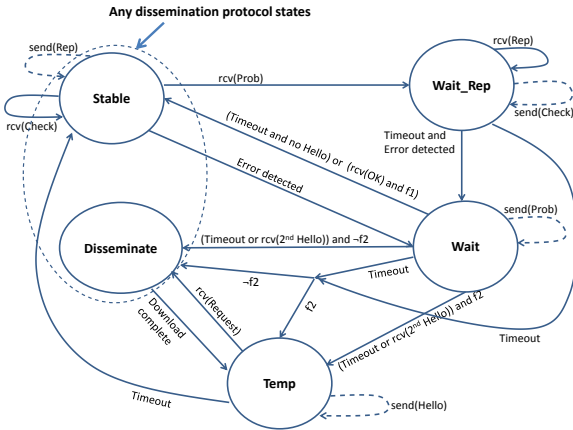 Any dissemination protocol states
send(Rep)
rcv(Rep)
Stable
rcv(Prob)
Wait_Rep
rcv(Check)
send(Check)
(Timeout and no Hello) or (rcv(OK) and f1)
Timeout and
Error detected
Error detected
send(Prob)
Disseminate
(Timeout or rcv(2nd Hello)) and ¬f2
Wait
Timeout
¬f2
f2
rcv(Request)
Download
complete
(Timeout or rcv(2nd Hello)) and f2
Timeout
Temp
Timeout
send(Hello)